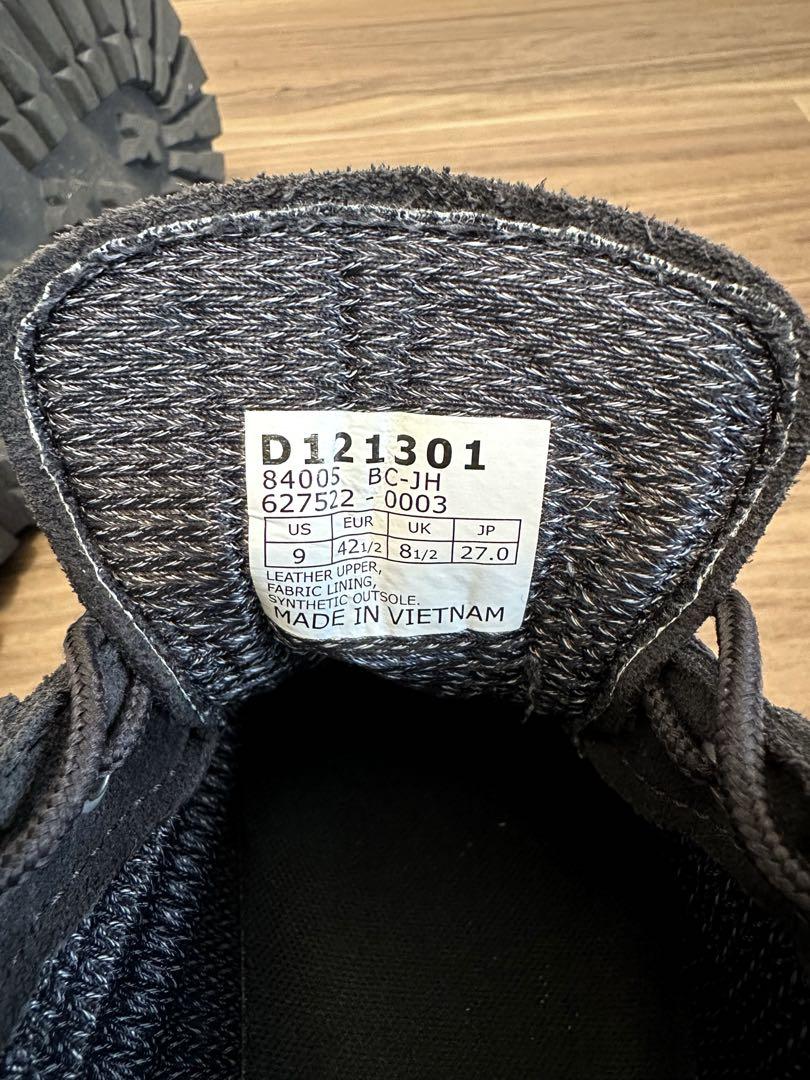 D121301
84005 BC-JH
627522 - 0003
US EUR UK JP
9 42 1/2 8 1/2 27.0
LEATHER UPPER,
FABRIC LINING,
SYNTHETIC OUTSOLE.
MADE IN VIETNAM